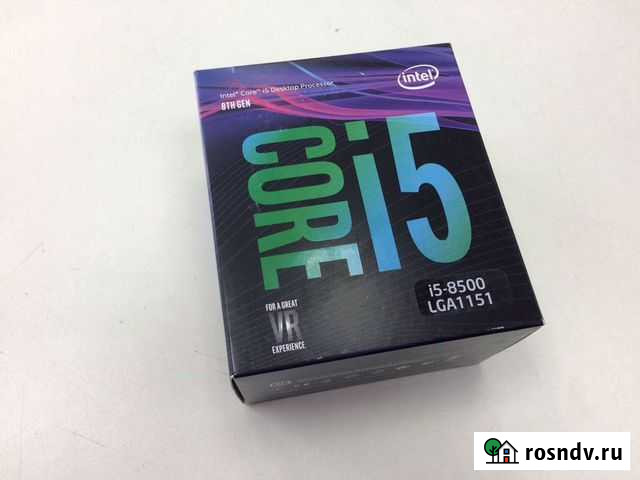 Intel® Core™ i5 Desktop Processor
8TH GEN
intel
CORE i5
i5-8500
LGA1151
FOR A GREAT
VR
EXPERIENCE.
rosndv.ru